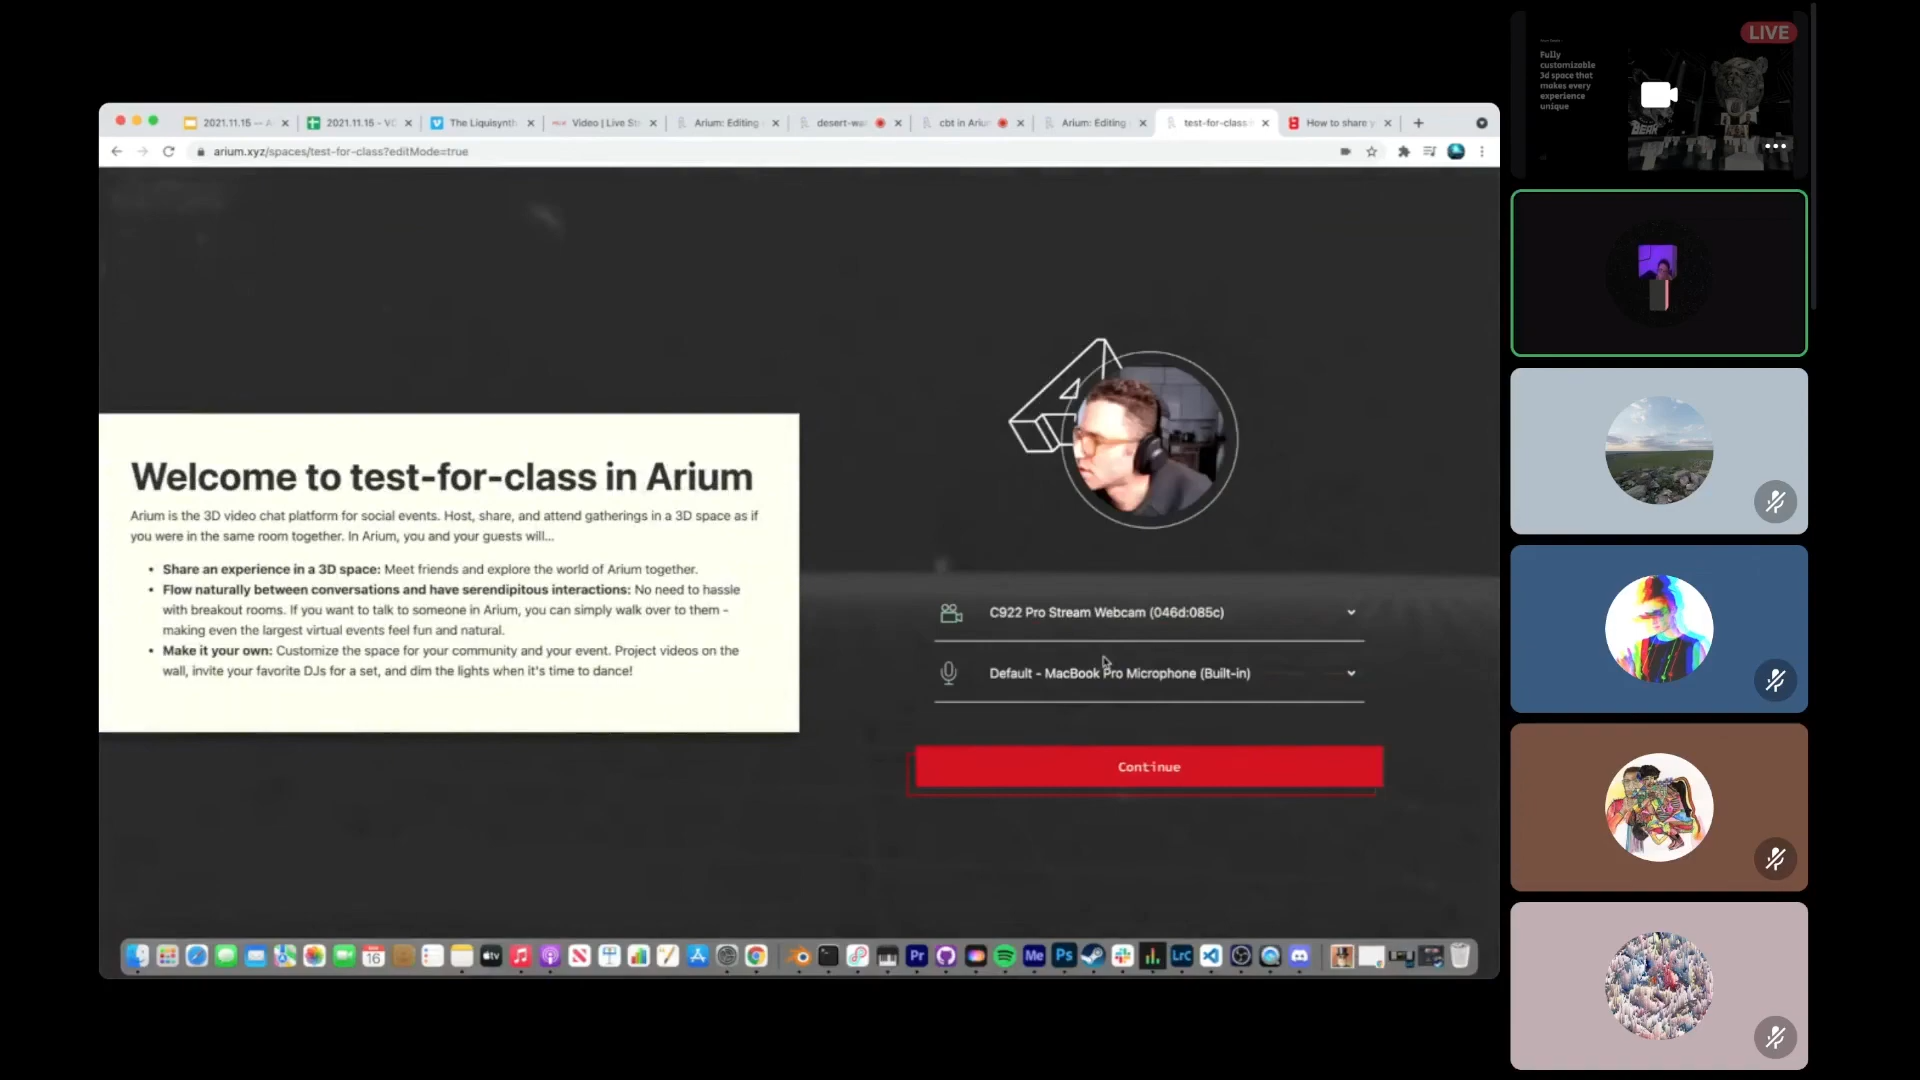 2021.11.15 — A
2021.11.15 - V
The Liquisynth
Video | Live Str
Arium: Editing
desert-wa
cbt in Arium
Arium: Editing
test-for-class
How to share y
arium.xyz/spaces/test-for-class?editMode=true
Welcome to test-for-class in Arium
Arium is the 3D video chat platform for social events. Host, share, and attend gatherings in a 3D space as if
you were in the same room together. In Arium, you and your guests will...
• Share an experience in a 3D space: Meet friends and explore the world of Arium together.
• Flow naturally between conversations and have serendipitous interactions: No need to hassle
with breakout rooms. If you want to talk to someone in Arium, you can simply walk over to them -
making even the largest virtual events feel fun and natural.
• Make it your own: Customize the space for your community and your event. Project videos on the
wall, invite your favorite DJs for a set, and dim the lights when it's time to dance!
C922 Pro Stream Webcam (046d:085c)
Default - MacBook Pro Microphone (Built-in)
Continue
16
tv
Pr
Me
Ps
LrC
LIVE
Fully
customizable
3d space that
makes every
experience
unique
BEAR